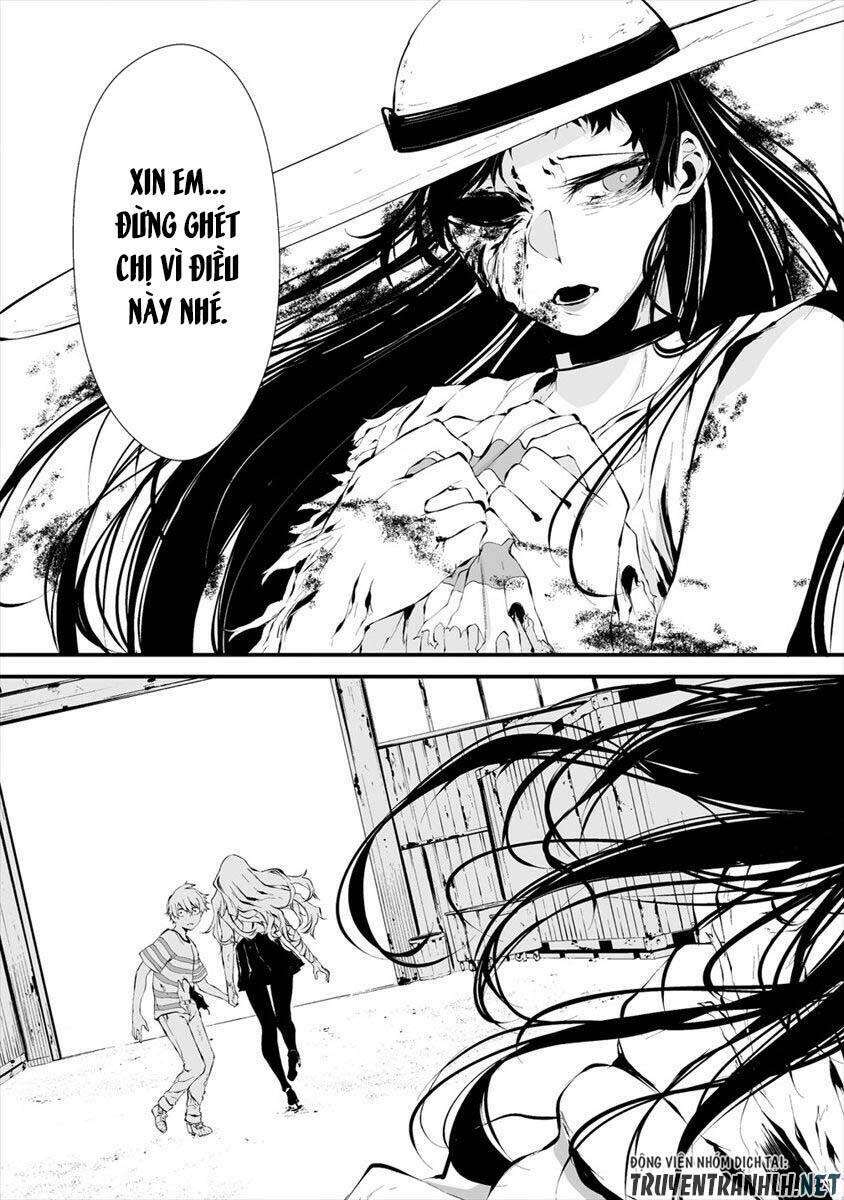 XIN EM...
ĐỪNG GHÉT
CHỊ VÌ ĐIỀU
NÀY NHÉ.
ĐỘNG VIÊN NHÓM DỊCH TẠI:
TRUYENTRANHLH.NET